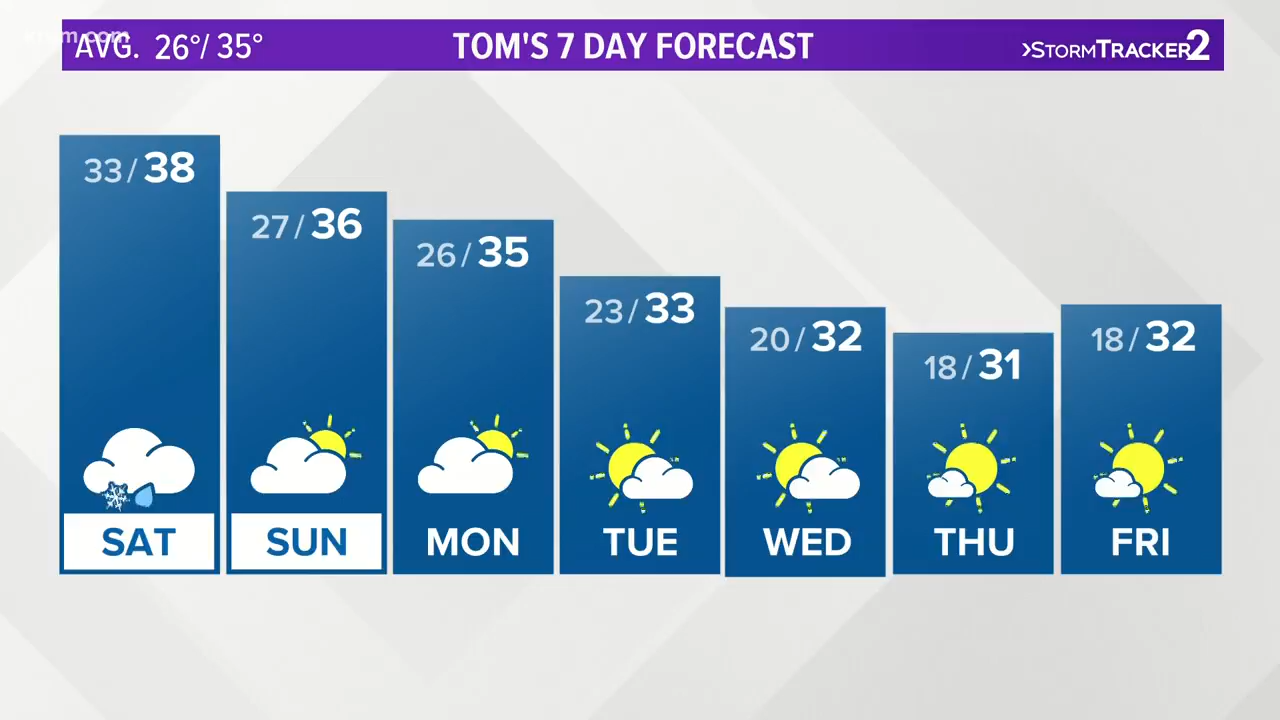 AVG. 26°/35°
TOM'S 7 DAY FORECAST
STORMTRACKER2
33/38
27/36
26/35
23/33
20/32
18/31
18/32
SAT
SUN
MON
TUE
WED
THU
FRI